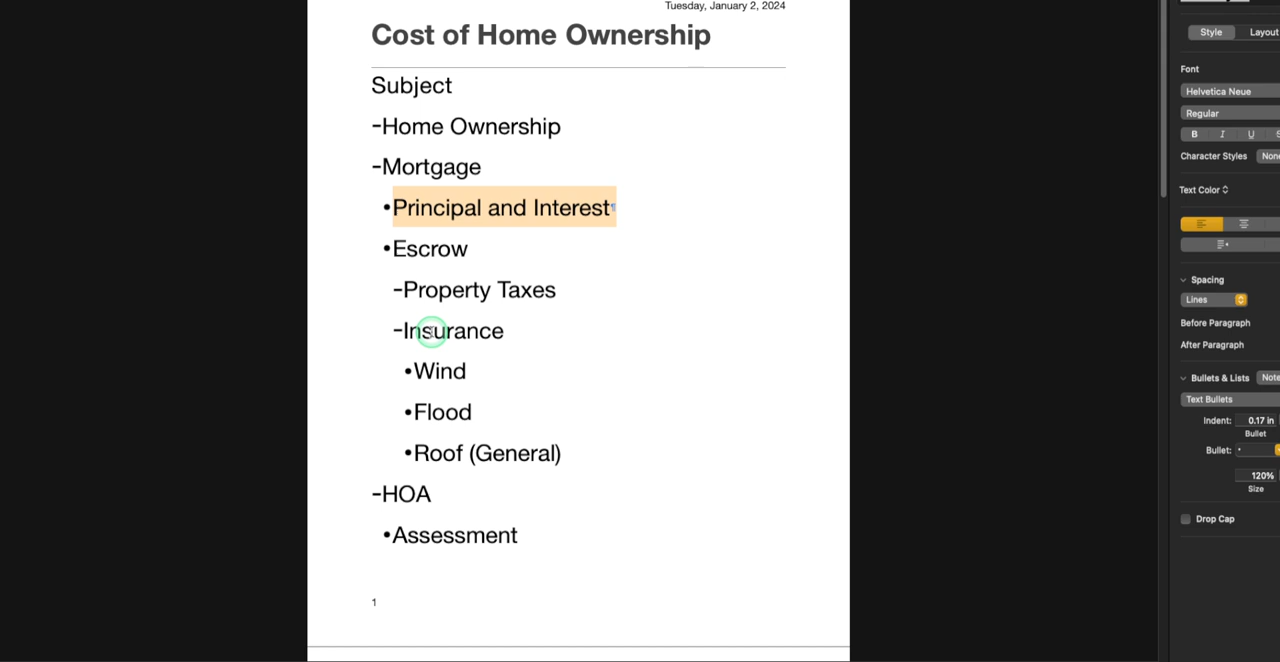 Tuesday, January 2, 2024
Cost of Home Ownership
Subject
-Home Ownership
-Mortgage
•Principal and Interest¶
•Escrow
-Property Taxes
-Insurance
•Wind
•Flood
•Roof (General)
-HOA
•Assessment
1
Style Layout
Font
Helvetica Neue
Regular
B I U S
Character Styles
Text Color
Spacing
Lines
Before Paragraph
After Paragraph
Bullets & Lists
Text Bullets
Indent: 0.17 in
Bullet
Bullet: •
120%
Size
Drop Cap